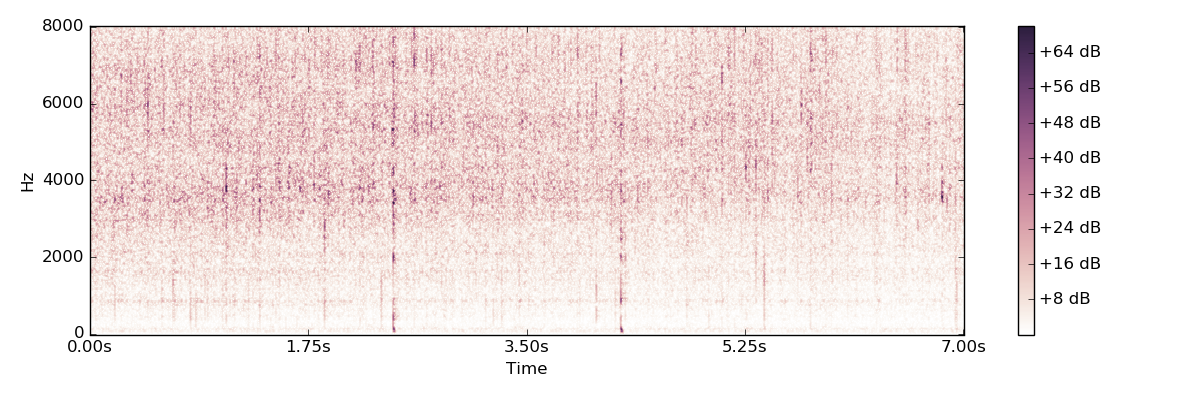 8000
6000
4000
2000
0
Hz
0.00s 1.75s 3.50s 5.25s 7.00s
Time
+64 dB
+56 dB
+48 dB
+40 dB
+32 dB
+24 dB
+16 dB
+8 dB